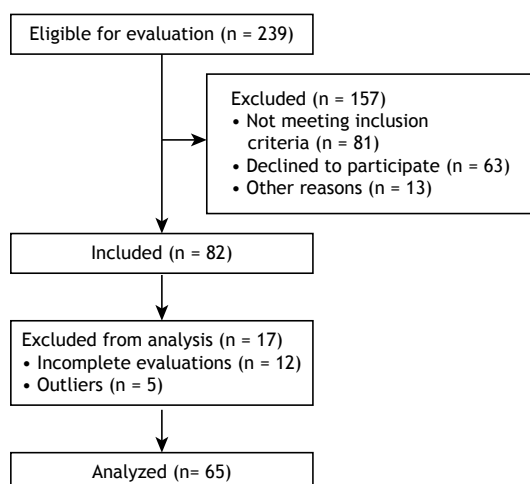 Eligible for evaluation (n = 239)
Excluded (n = 157)
• Not meeting inclusion
criteria (n = 81)
• Declined to participate (n = 63)
• Other reasons (n = 13)
Included (n = 82)
Excluded from analysis (n = 17)
• Incomplete evaluations (n = 12)
• Outliers (n = 5)
Analyzed (n= 65)